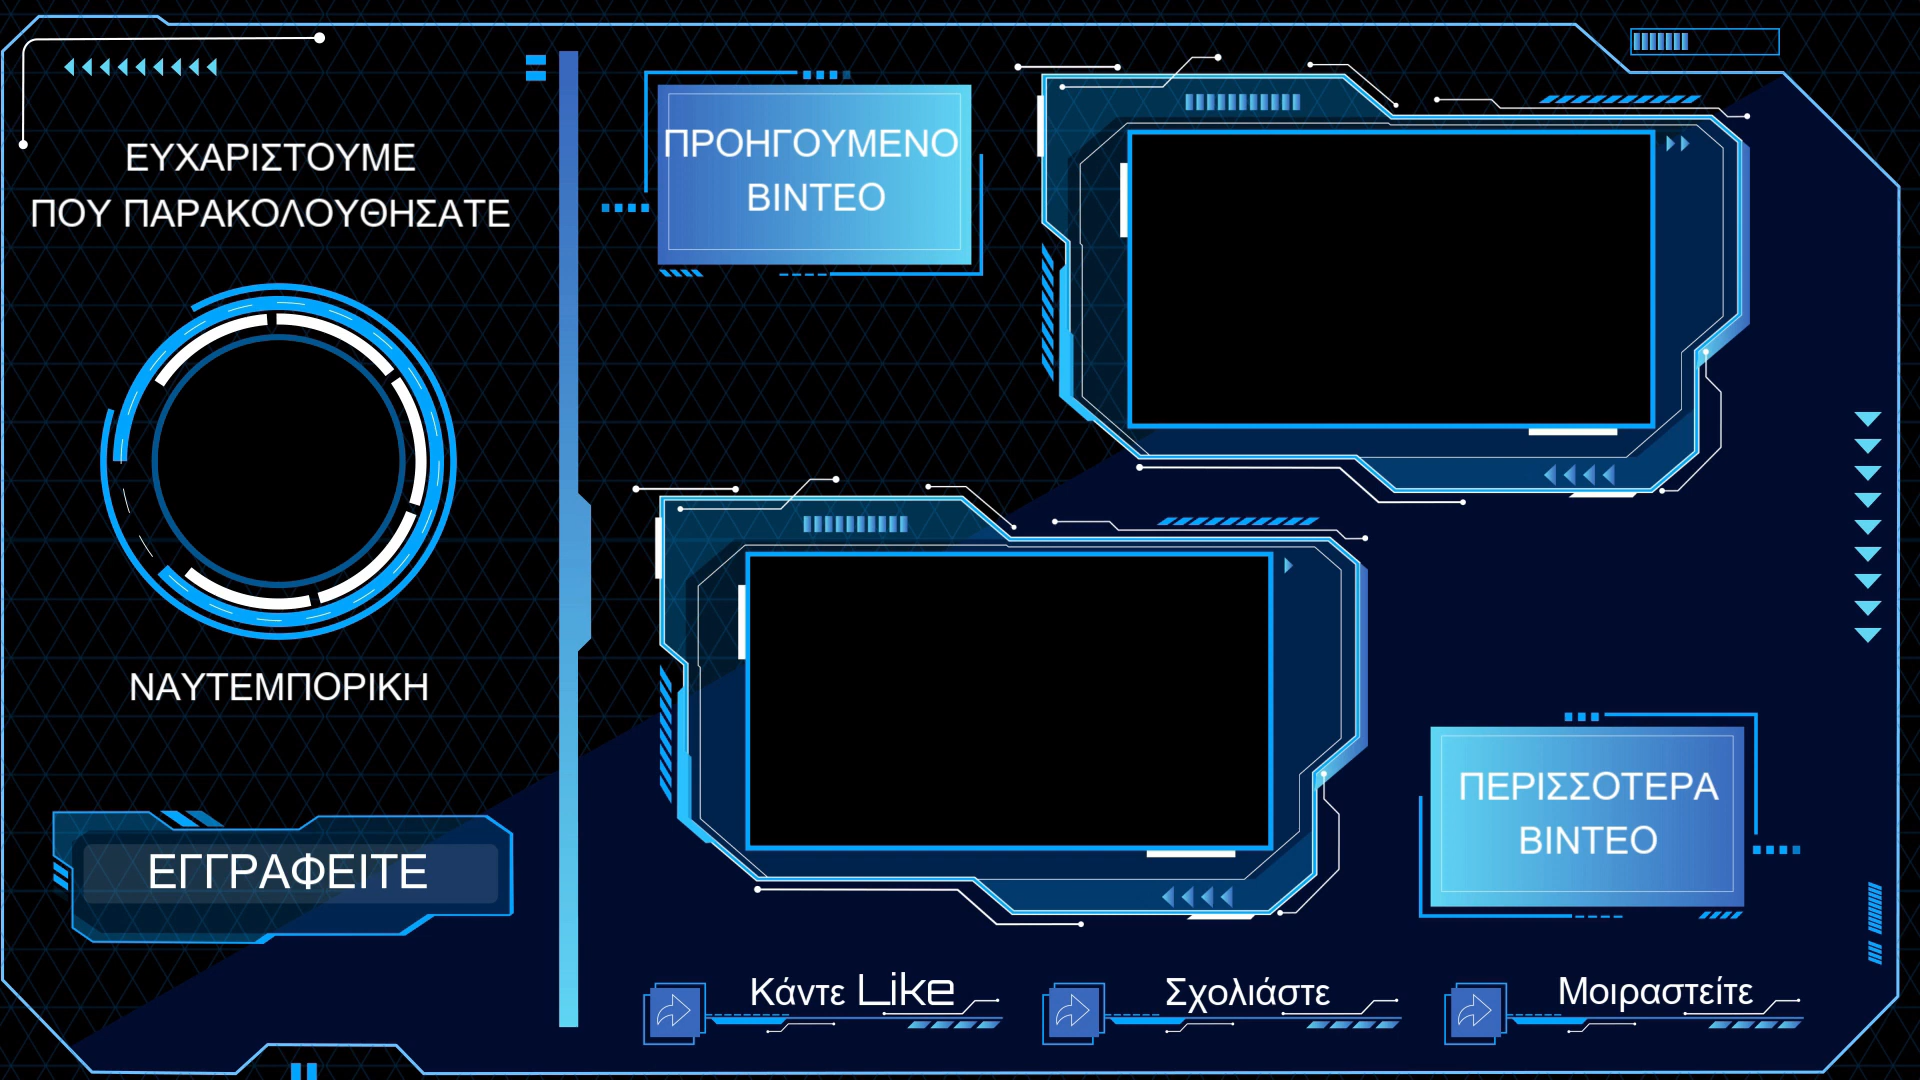 ΕΥΧΑΡΙΣΤΟΥΜΕ
ΠΟΥ ΠΑΡΑΚΟΛΟΥΘΗΣΑΤΕ
ΝΑΥΤΕΜΠΟΡΙΚΗ
ΕΓΓΡΑΦΕΙΤΕ
ΠΡΟΗΓΟΥΜΕΝΟ
ΒΙΝΤΕΟ
ΠΕΡΙΣΣΟΤΕΡΑ
ΒΙΝΤΕΟ
Κάντε Like
Σχολιάστε
Μοιραστείτε